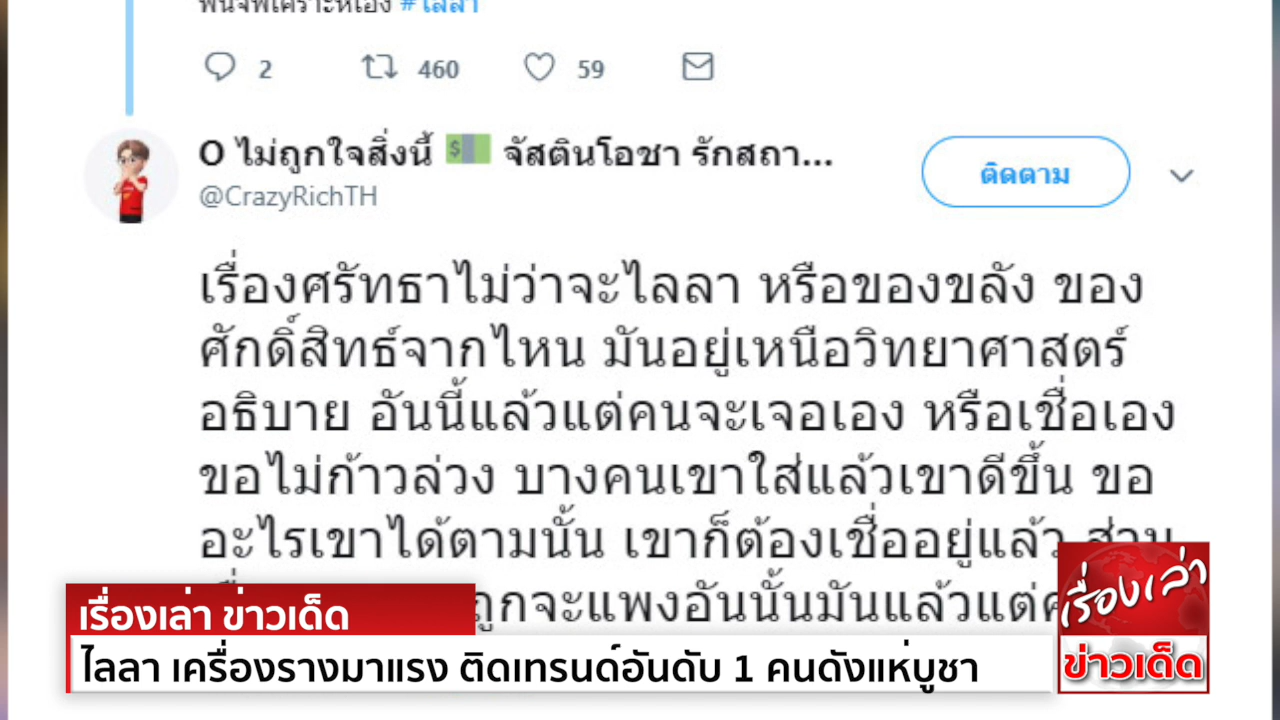 #ไลลา
2 460 59
O ไม่ถูกใจสิ่งนี้ 💵 จัสตินโอชา รักสถา...
ติดตาม
@CrazyRichTH
เรื่องศรัทธาไม่ว่าจะไลลา หรือของขลัง ของ
ศักดิ์สิทธ์จากไหน มันอยู่เหนือวิทยาศาสตร์
อธิบาย อันนี้แล้วแต่คนจะเจอเอง หรือเชื่อเอง
ขอไม่ก้าวล่วง บางคนเขาใส่แล้วเขาดีขึ้น ขอ
อะไรเขาได้ตามนั้น เขาก็ต้องเชื่ออยู่แล้ว ส่วน
ถูกจะแพงอันนั้นมันแล้วแต่
เรื่องเล่า ข่าวเด็ด
ไลลา เครื่องรางมาแรง ติดเทรนด์อันดับ 1 คนดังแห่บูชา
เรื่องเล่า
ข่าวเด็ด